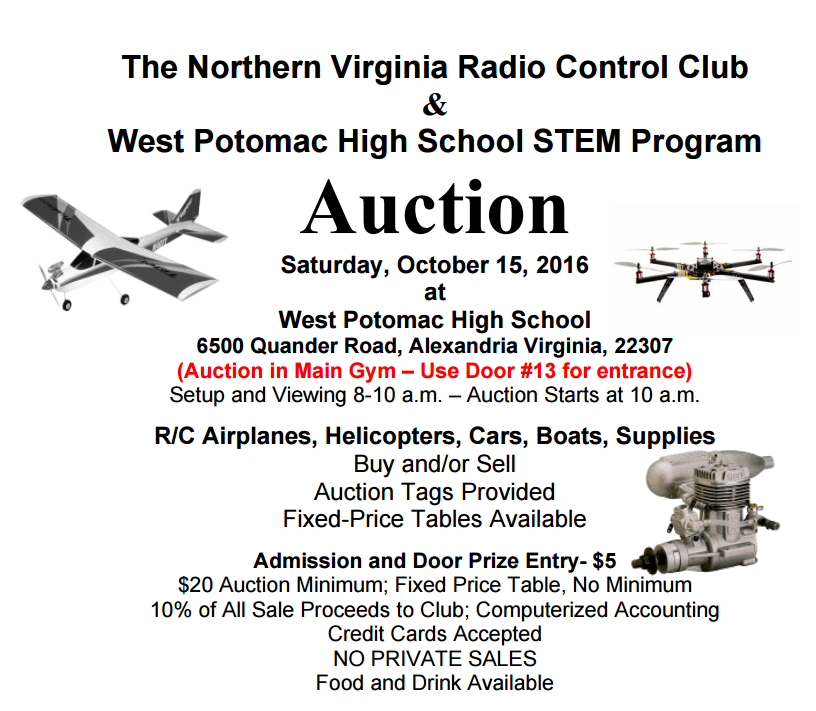 The Northern Virginia Radio Control Club
&
West Potomac High School STEM Program
Auction
Saturday, October 15, 2016
at
West Potomac High School
6500 Quander Road, Alexandria Virginia, 22307
(Auction in Main Gym – Use Door #13 for entrance)
Setup and Viewing 8-10 a.m. – Auction Starts at 10 a.m.
R/C Airplanes, Helicopters, Cars, Boats, Supplies
Buy and/or Sell
Auction Tags Provided
Fixed-Price Tables Available
Admission and Door Prize Entry- $5
$20 Auction Minimum; Fixed Price Table, No Minimum
10% of All Sale Proceeds to Club; Computerized Accounting
Credit Cards Accepted
NO PRIVATE SALES
Food and Drink Available